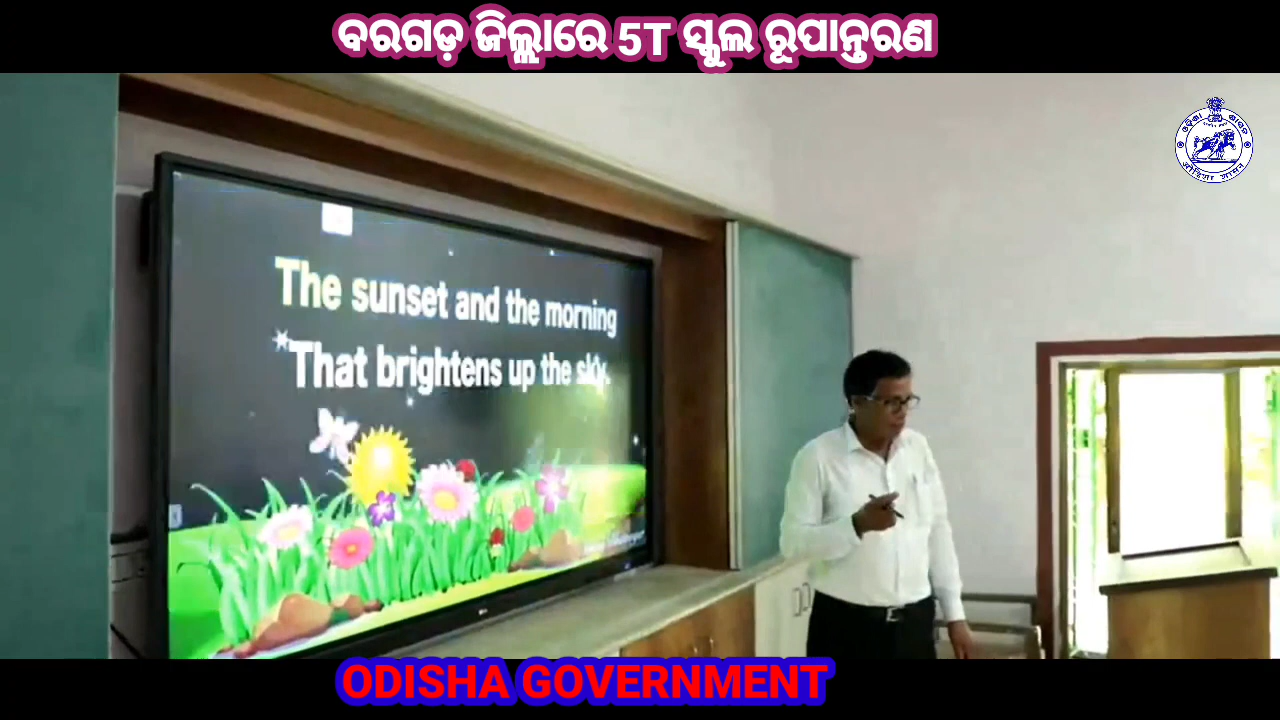 ବରଗଡ଼ ଜିଲ୍ଲାରେ 5T ସ୍କୁଲ ରୂପାନ୍ତରଣ
The sunset and the morning
That brightens up the sky.
ODISHA GOVERNMENT